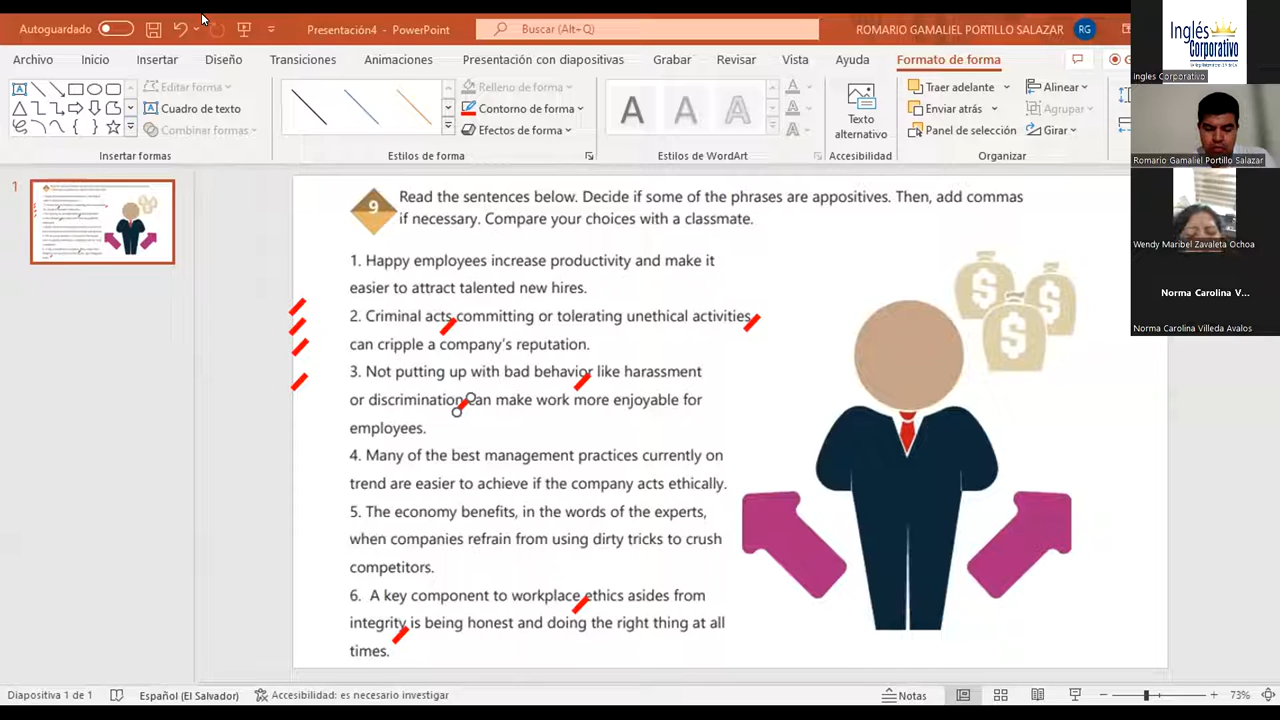 Autoguardado
Presentación4 - PowerPoint
Buscar (Alt+Q)
ROMARIO GAMALIEL PORTILLO SALAZAR
RG
Archivo Inicio Insertar Diseño Transiciones Animaciones Presentación con diapositivas Grabar Revisar Vista Ayuda Formato de forma
Editar forma
Cuadro de texto
Combinar formas
Insertar formas
Relleno de forma
Contorno de forma
Efectos de forma
Estilos de forma
A A A
Estilos de WordArt
Texto
alternativo
Accesibilidad
Traer adelante
Enviar atrás
Panel de selección
Alinear
Agrupar
Girar
Organizar
Inglés
Corporativo
Ingles Corporativo
Romario Gamaliel Portillo Salazar
Wendy Maribel Zavaleta Ochoa
Norma Carolina V...
Norma Carolina Villeda Avalos
1
9
Read the sentences below. Decide if some of the phrases are appositives. Then, add commas
if necessary. Compare your choices with a classmate.
1. Happy employees increase productivity and make it
easier to attract talented new hires.
2. Criminal acts committing or tolerating unethical activities
can cripple a company's reputation.
3. Not putting up with bad behavior like harassment
or discrimination can make work more enjoyable for
employees.
4. Many of the best management practices currently on
trend are easier to achieve if the company acts ethically.
5. The economy benefits, in the words of the experts,
when companies refrain from using dirty tricks to crush
competitors.
6. A key component to workplace ethics asides from
integrity is being honest and doing the right thing at all
times.
$ $ $
Diapositiva 1 de 1
Español (El Salvador)
Accesibilidad: es necesario investigar
Notas
73%